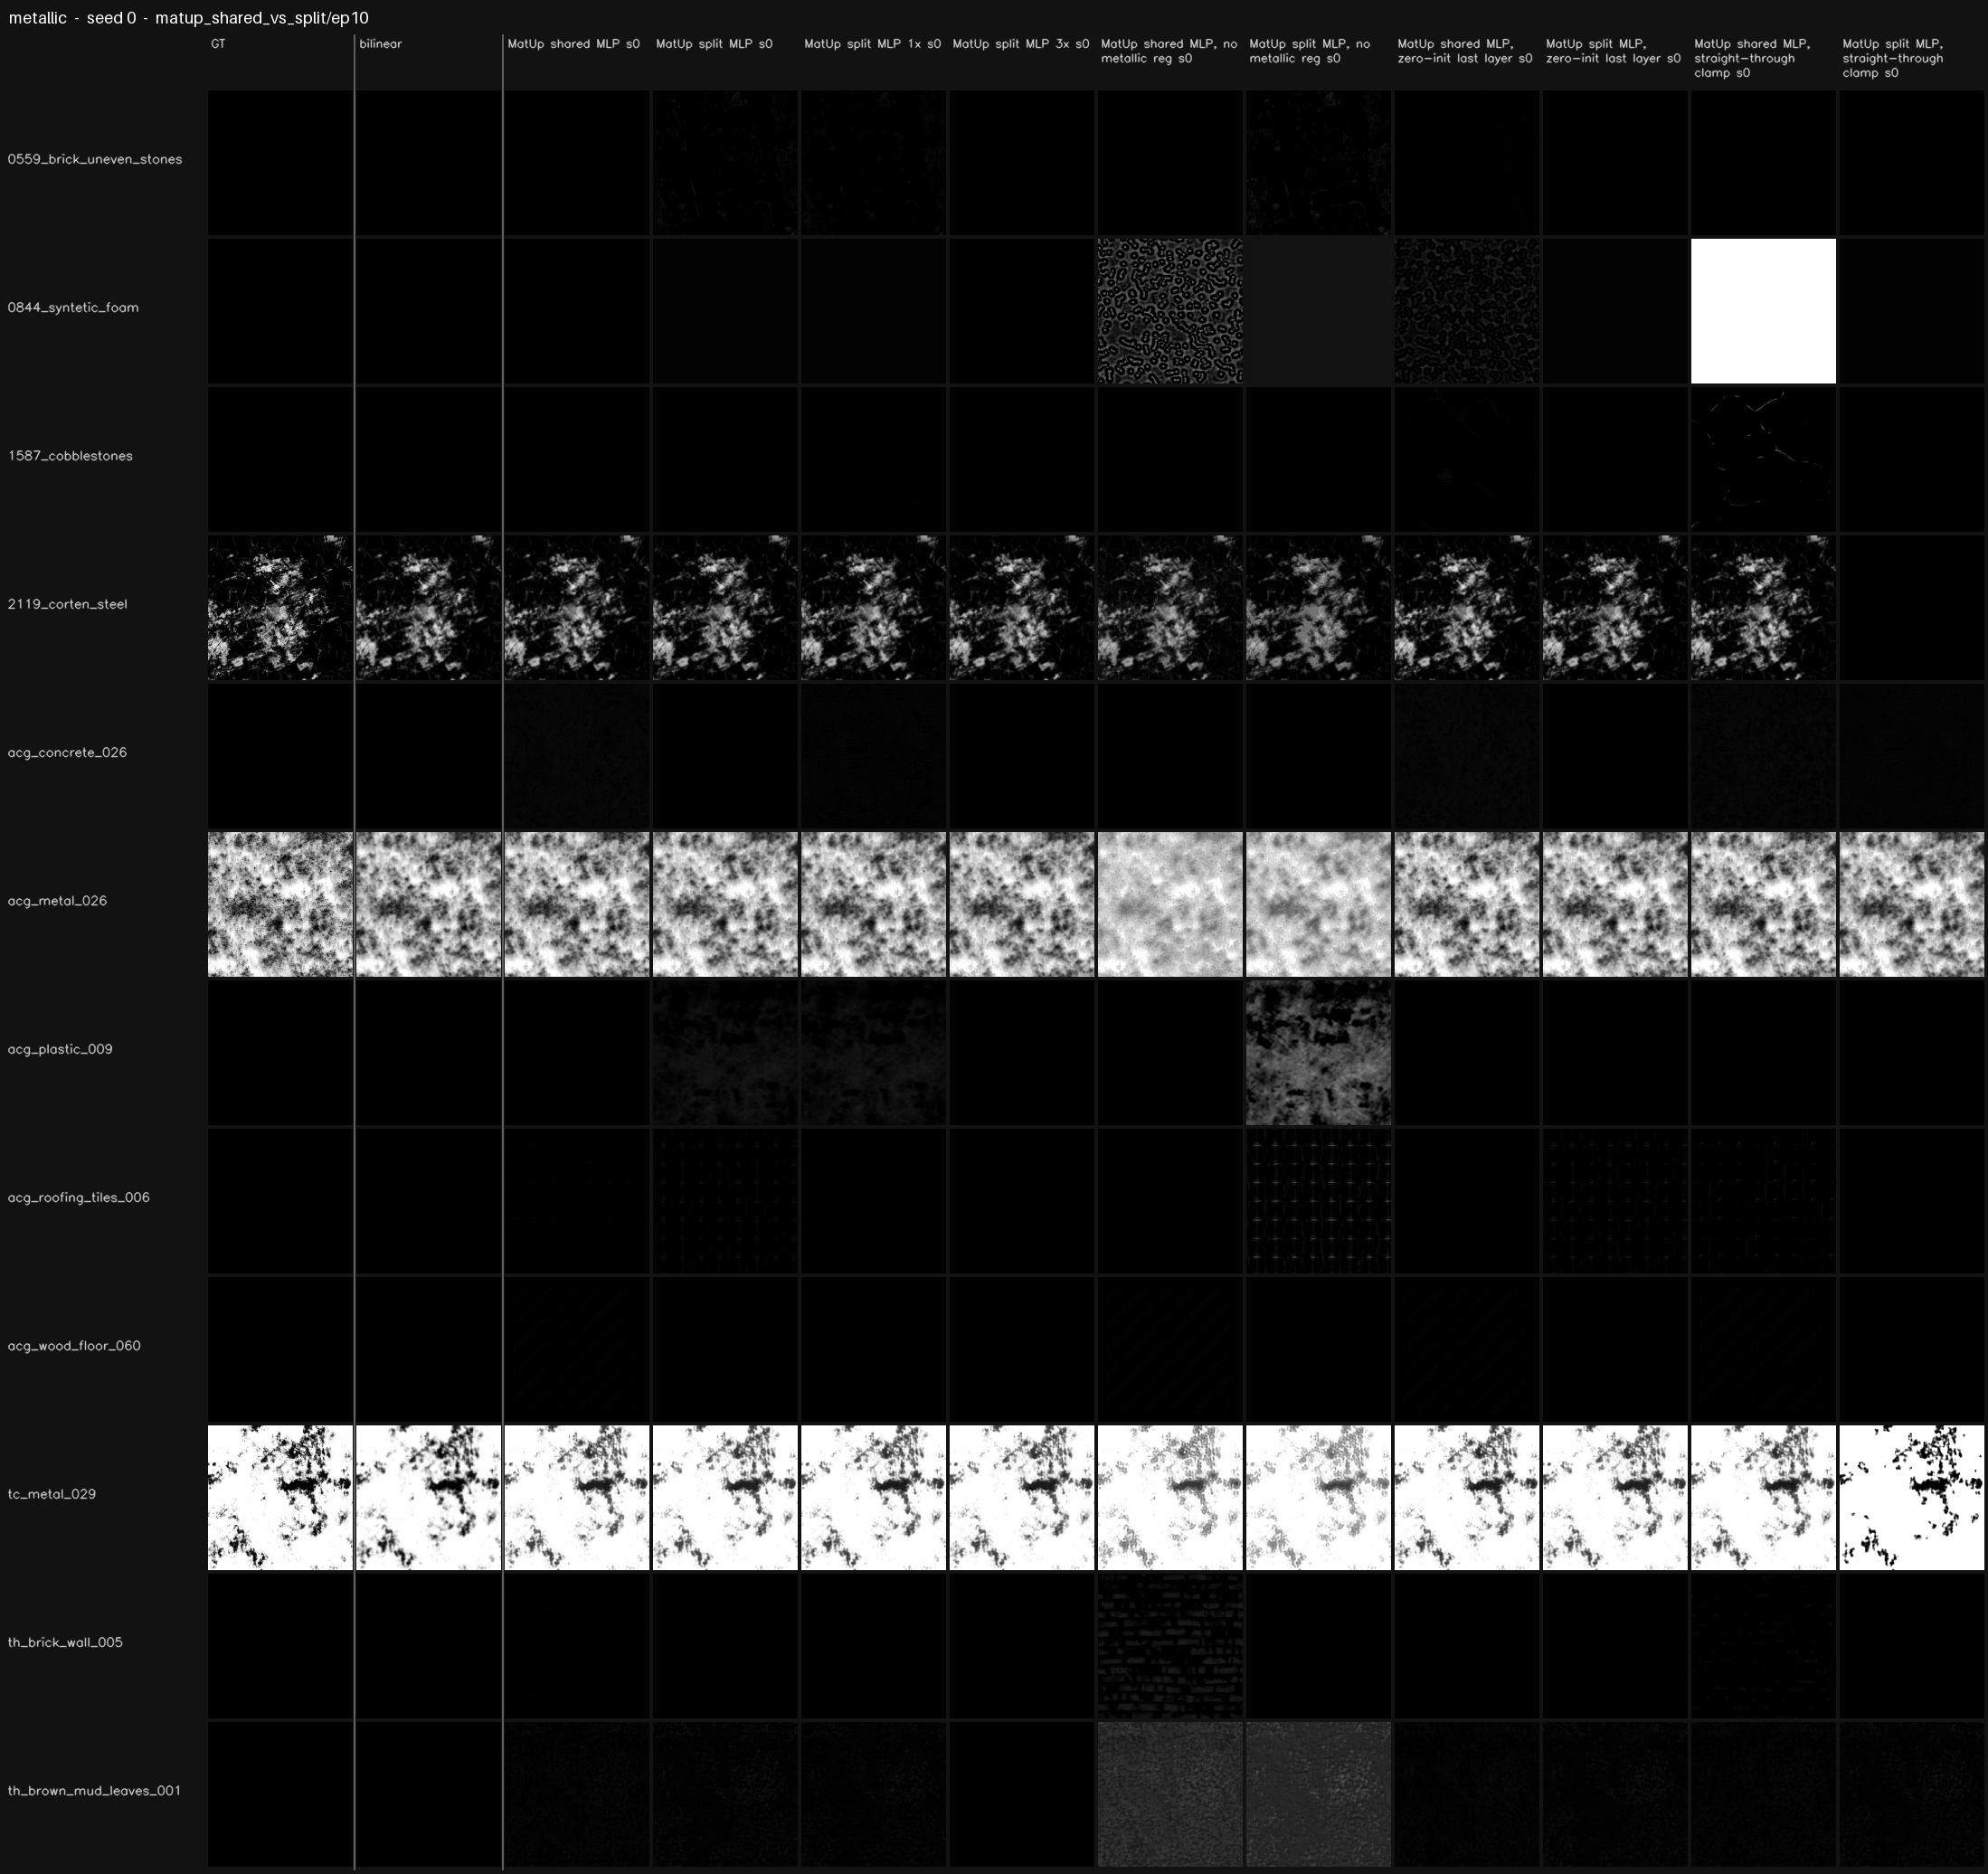 metallic - seed 0 - matup_shared_vs_split/ep10
GT
bilinear
MatUp shared MLP s0
MatUp split MLP s0
MatUp split MLP 1x s0
MatUp split MLP 3x s0
MatUp shared MLP, no
metallic reg s0
MatUp split MLP, no
metallic reg s0
MatUp shared MLP,
zero-init last layer s0
MatUp split MLP,
zero-init last layer s0
MatUp shared MLP,
straight-through
clamp s0
MatUp split MLP,
straight-through
clamp s0
0559_brick_uneven_stones
0844_syntetic_foam
1587_cobblestones
2119_corten_steel
acg_concrete_026
acg_metal_026
acg_plastic_009
acg_roofing_tiles_006
acg_wood_floor_060
tc_metal_029
th_brick_wall_005
th_brown_mud_leaves_001